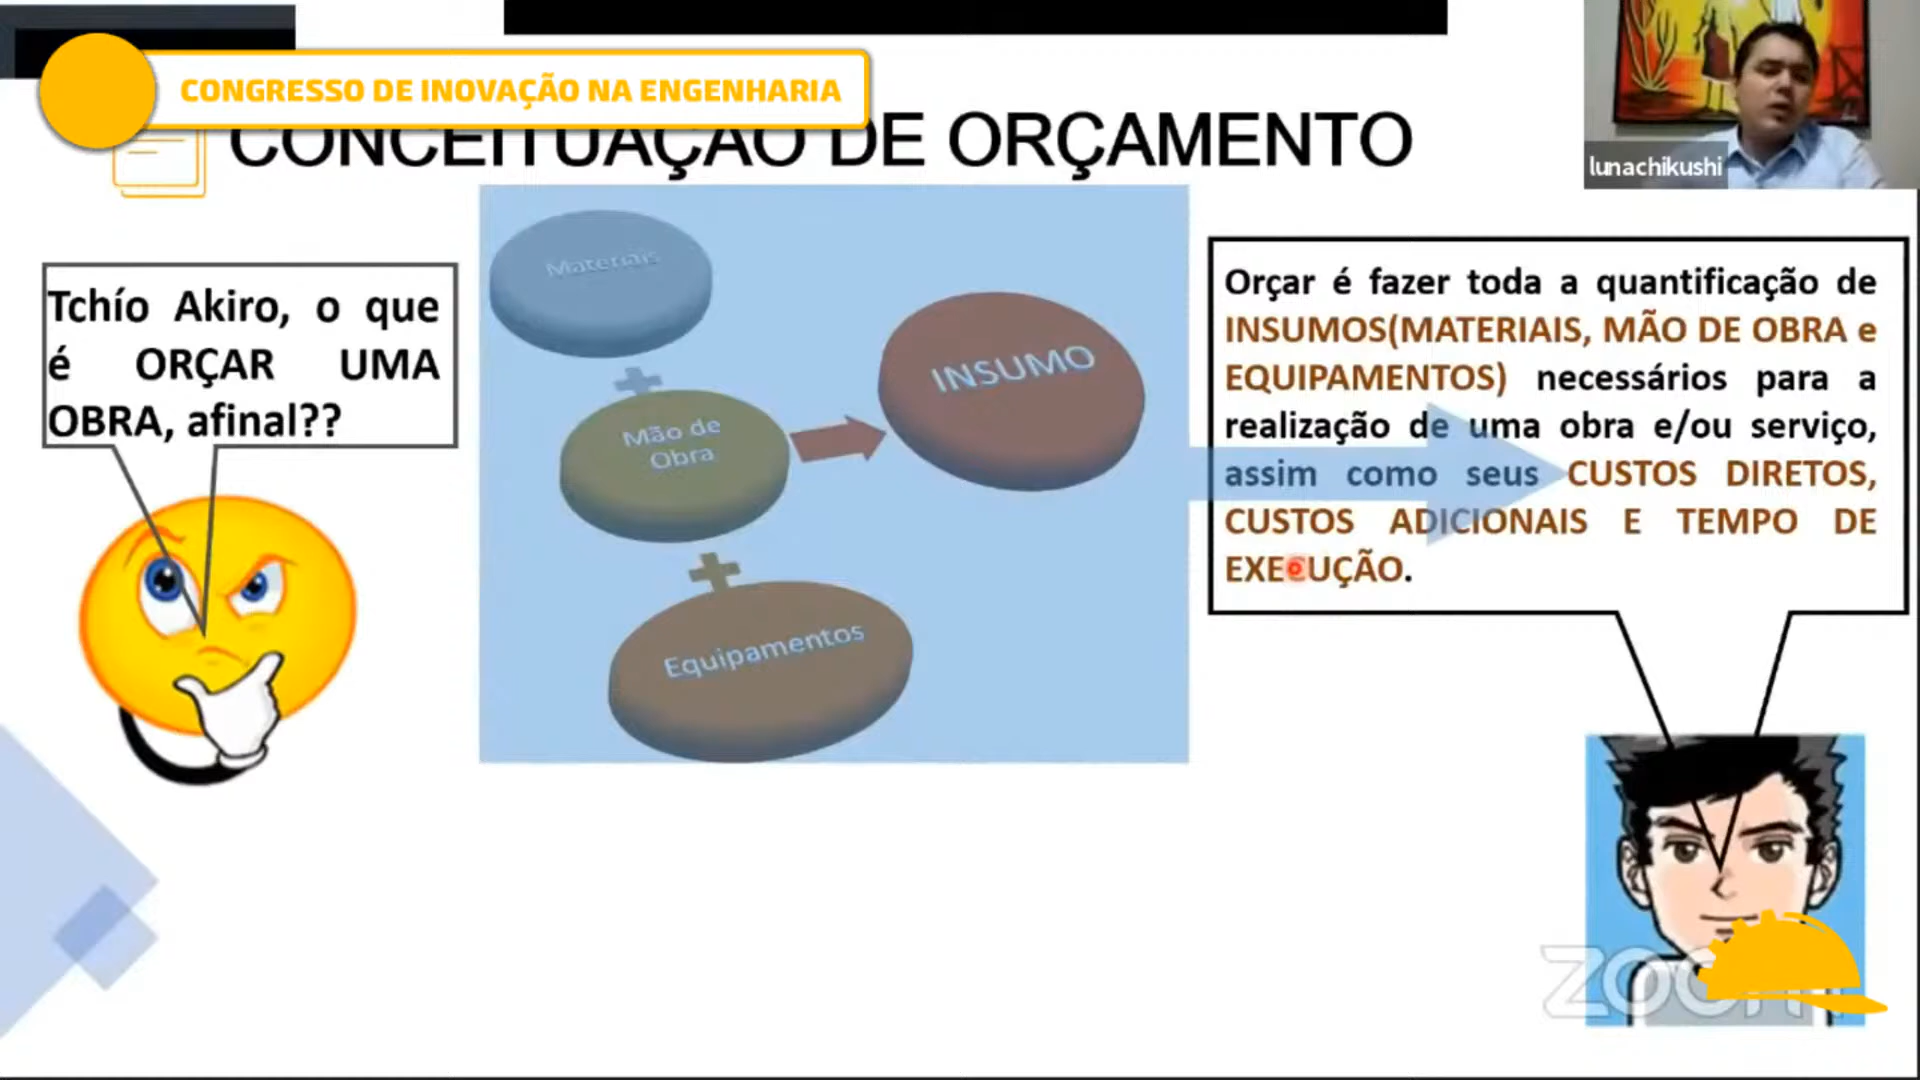 CONGRESSO DE INOVAÇÃO NA ENGENHARIA
CONCEITUAÇÃO DE ORÇAMENTO
lunachikushi
Tchío Akiro, o que
é ORÇAR UMA
OBRA, afinal??
Materiais
+
Mão de
Obra
+
Equipamentos
INSUMO
Orçar é fazer toda a quantificação de
INSUMOS(MATERIAIS, MÃO DE OBRA e
EQUIPAMENTOS) necessários para a
realização de uma obra e/ou serviço,
assim como seus CUSTOS DIRETOS,
CUSTOS ADICIONAIS E TEMPO DE
EXECUÇÃO.
zoom